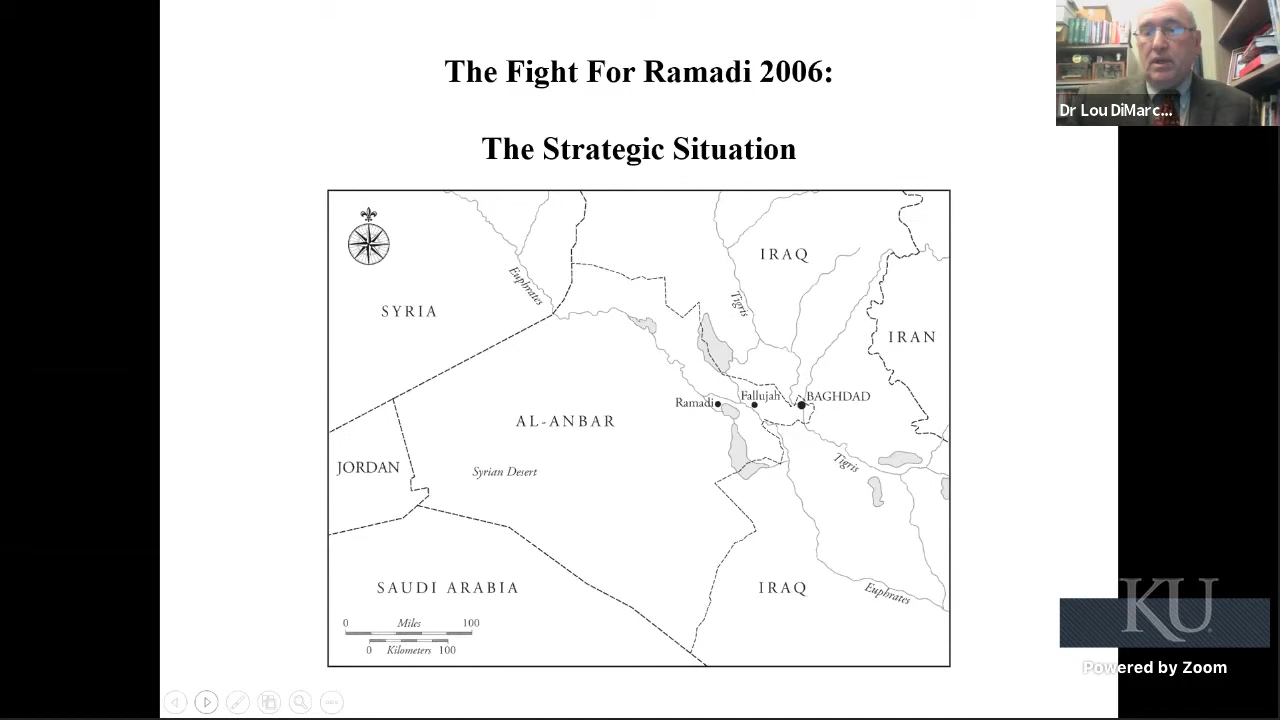 The Fight For Ramadi 2006:
The Strategic Situation
Dr Lou DiMarc...
IRAQ
Euphrates
Tigris
SYRIA
IRAN
Ramadi
Fallujah
BAGHDAD
AL-ANBAR
JORDAN
Syrian Desert
Tigris
SAUDI ARABIA
IRAQ
Euphrates
0 Miles 100
0 Kilometers 100
KU
Powered by Zoom